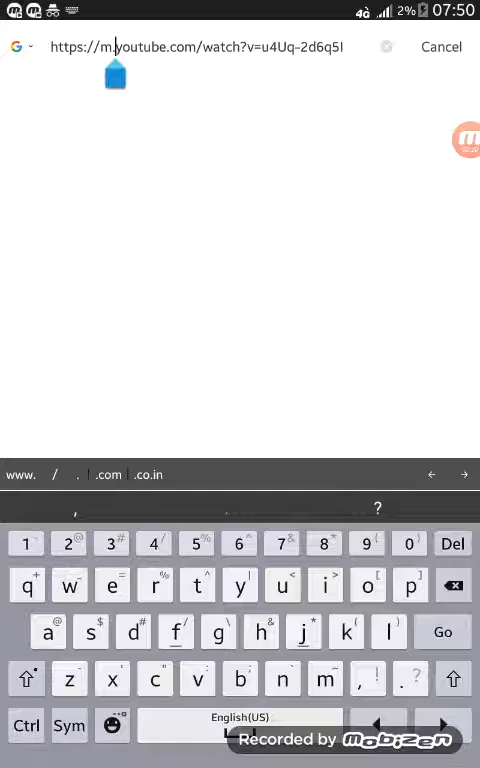 4G 2% 07:50
https://m.youtube.com/watch?v=u4Uq-2d6q5I Cancel
www. / . .com .co.in ← →
, . ?
1 2@ 3# 4/ 5% 6^ 7& 8* 9( 0) Del
q+ w- e= r% t^ y| u< i> o[ p]
a@ s$ d# f/ g\ h& j* k( l) Go
z- x' c" v: b; n` m~ ,! .?
Ctrl Sym English(US)
Recorded by mobizen